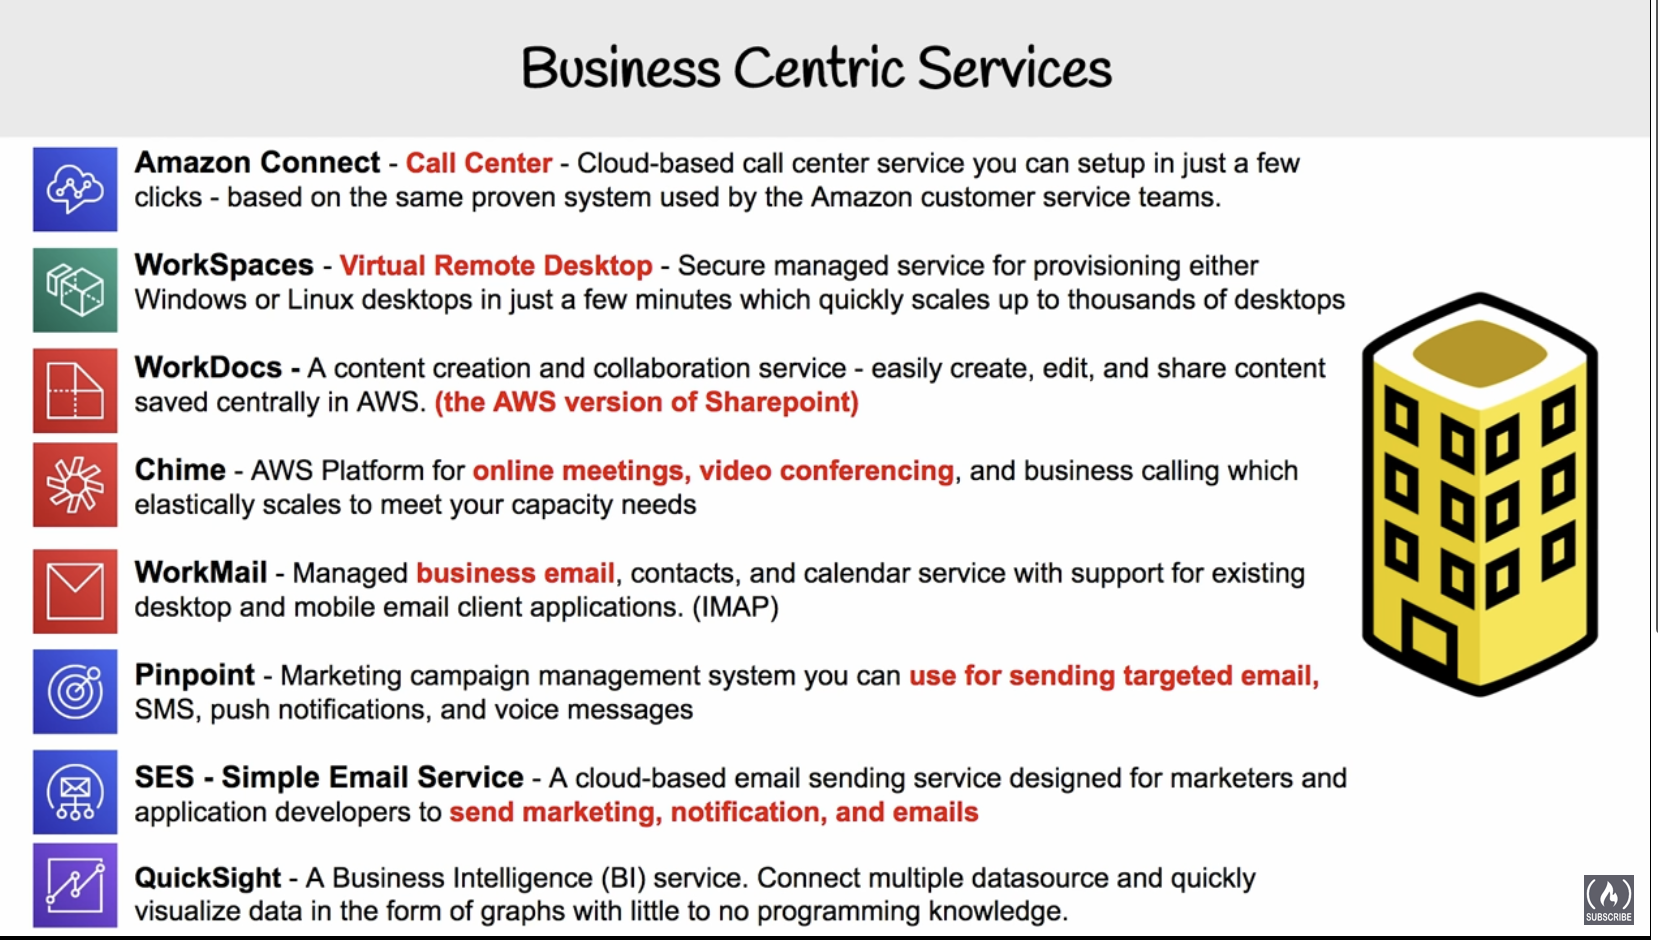 Business Centric Services
Amazon Connect - Call Center - Cloud-based call center service you can setup in just a few
clicks - based on the same proven system used by the Amazon customer service teams.
WorkSpaces - Virtual Remote Desktop - Secure managed service for provisioning either
Windows or Linux desktops in just a few minutes which quickly scales up to thousands of desktops
WorkDocs - A content creation and collaboration service - easily create, edit, and share content
saved centrally in AWS. (the AWS version of Sharepoint)
Chime - AWS Platform for online meetings, video conferencing, and business calling which
elastically scales to meet your capacity needs
WorkMail - Managed business email, contacts, and calendar service with support for existing
desktop and mobile email client applications. (IMAP)
Pinpoint - Marketing campaign management system you can use for sending targeted email,
SMS, push notifications, and voice messages
SES - Simple Email Service - A cloud-based email sending service designed for marketers and
application developers to send marketing, notification, and emails
QuickSight - A Business Intelligence (BI) service. Connect multiple datasource and quickly
visualize data in the form of graphs with little to no programming knowledge.
SUBSCRIBE